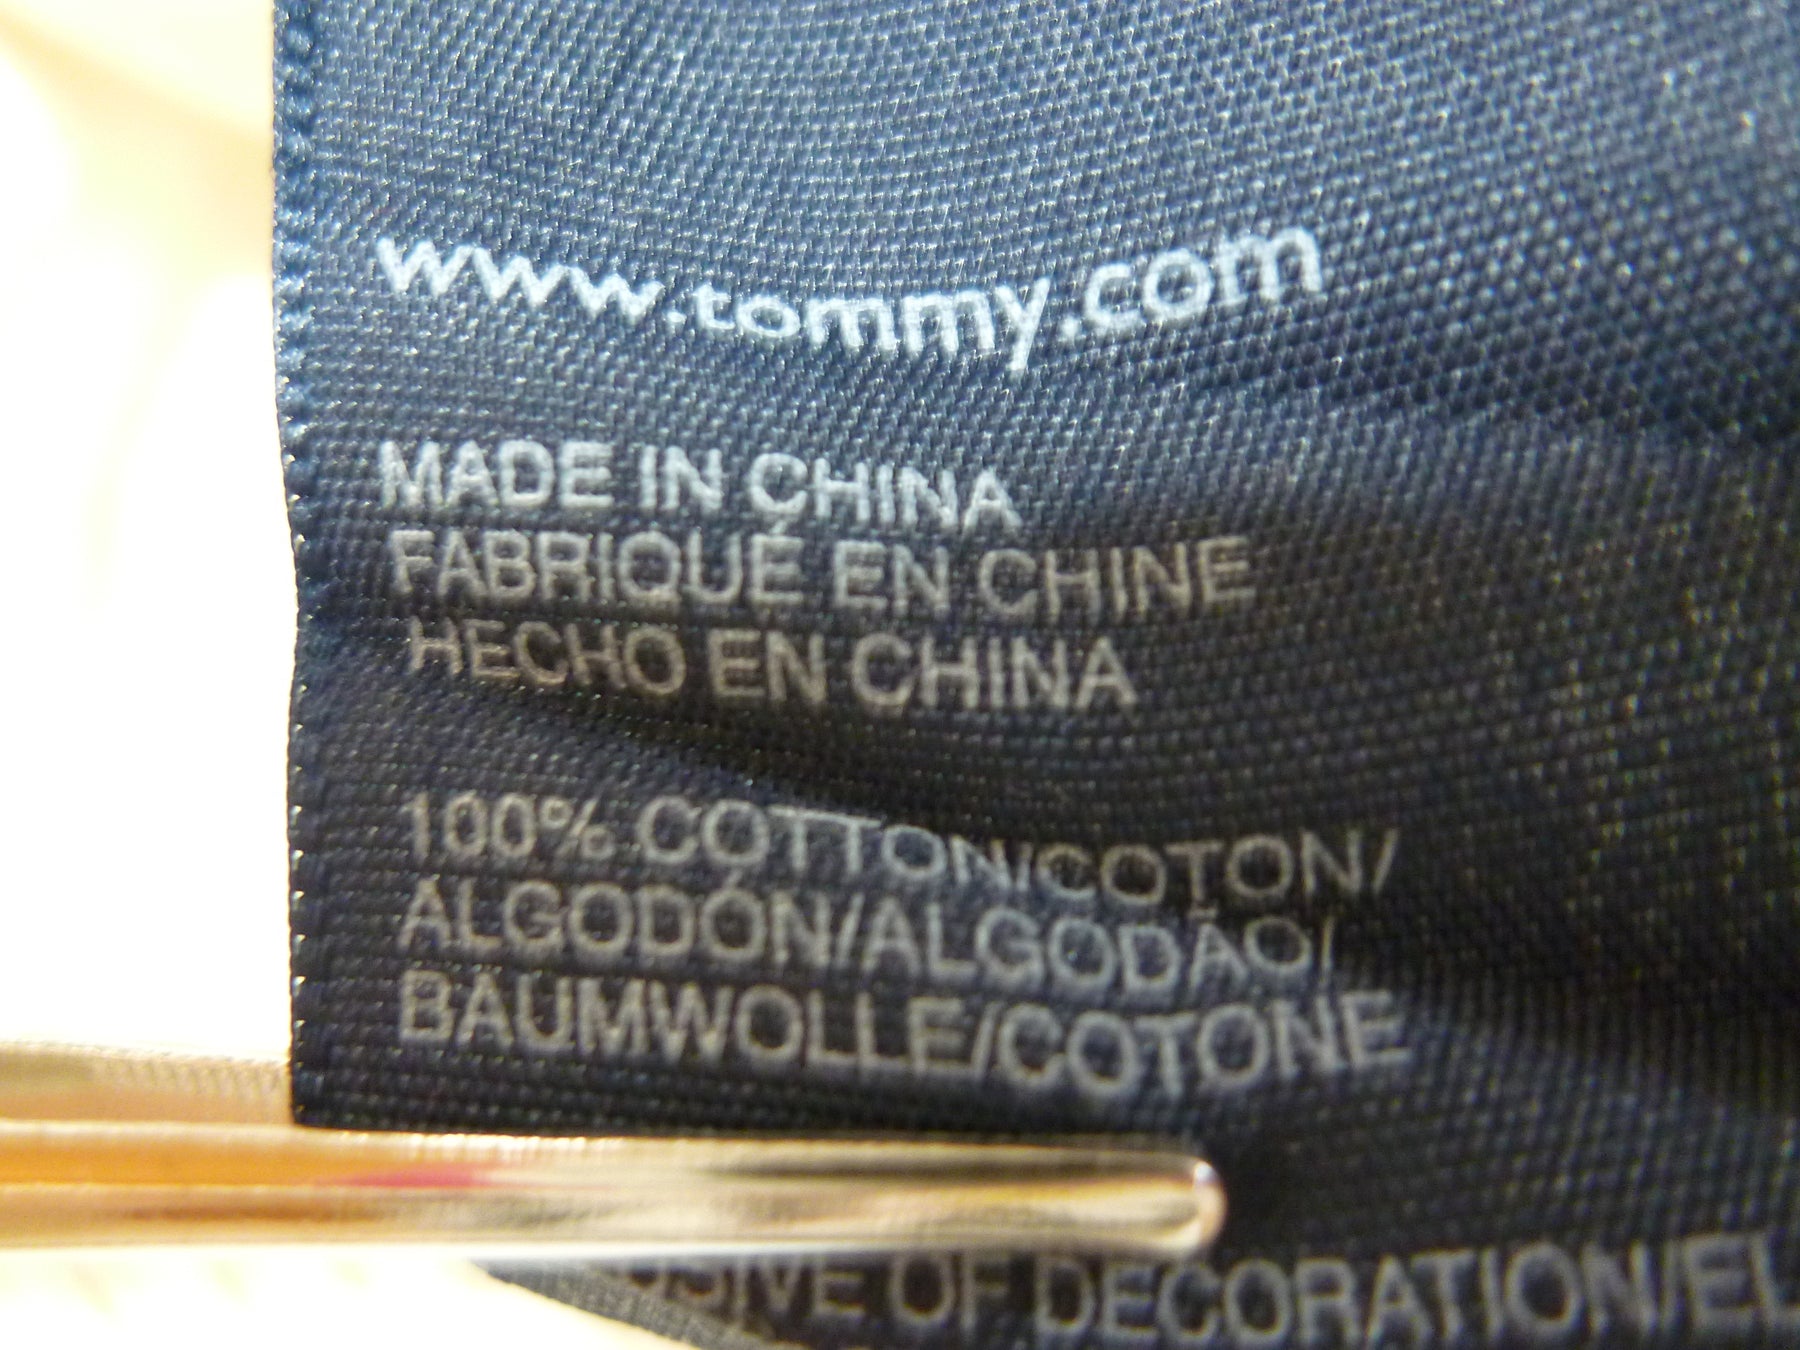 www.tommy.com
MADE IN CHINA
FABRIQUÉ EN CHINE
HECHO EN CHINA
100% COTTON/COTON/
ALGODÓN/ALGODÃO/
BAUMWOLLE/COTONE
OF DECORATION/EL